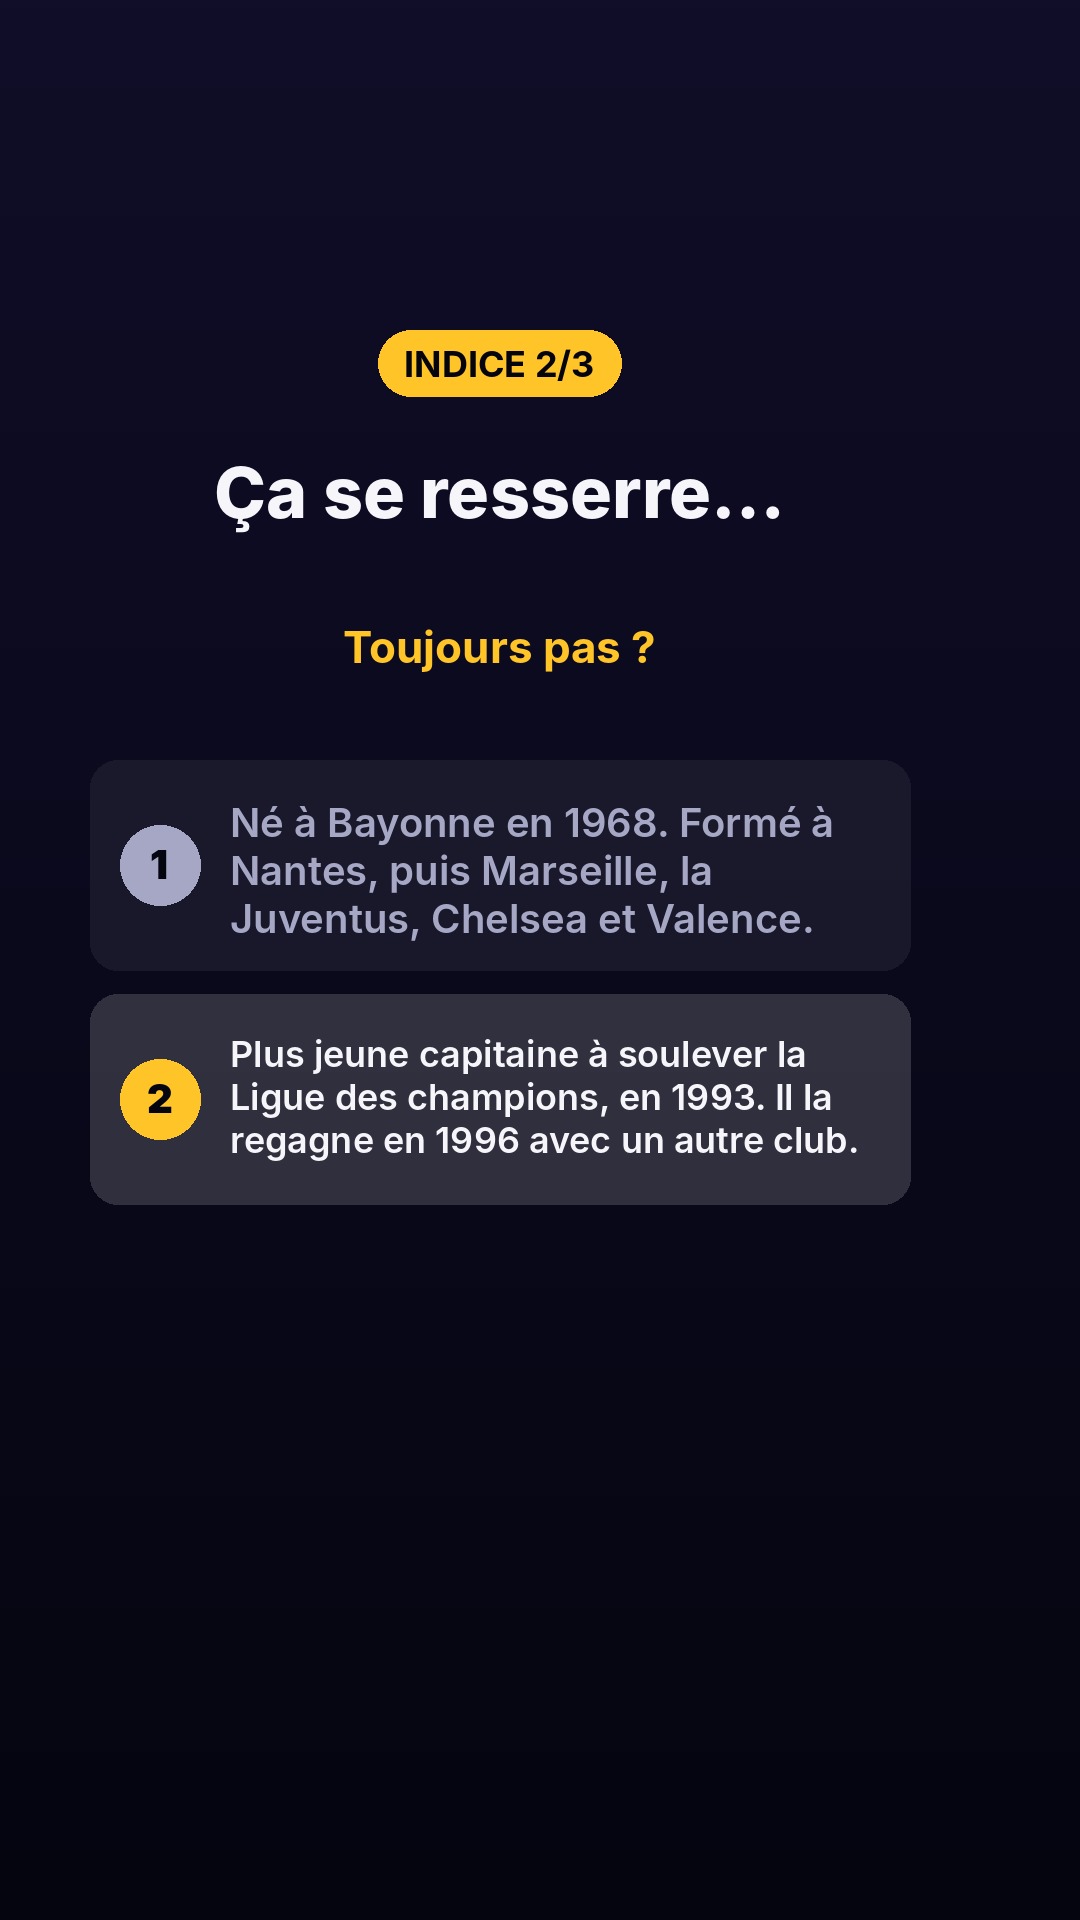 INDICE 2/3
Ça se resserre...
Toujours pas ?
1
Né à Bayonne en 1968. Formé à
Nantes, puis Marseille, la
Juventus, Chelsea et Valence.
2
Plus jeune capitaine à soulever la
Ligue des champions, en 1993. Il la
regagne en 1996 avec un autre club.